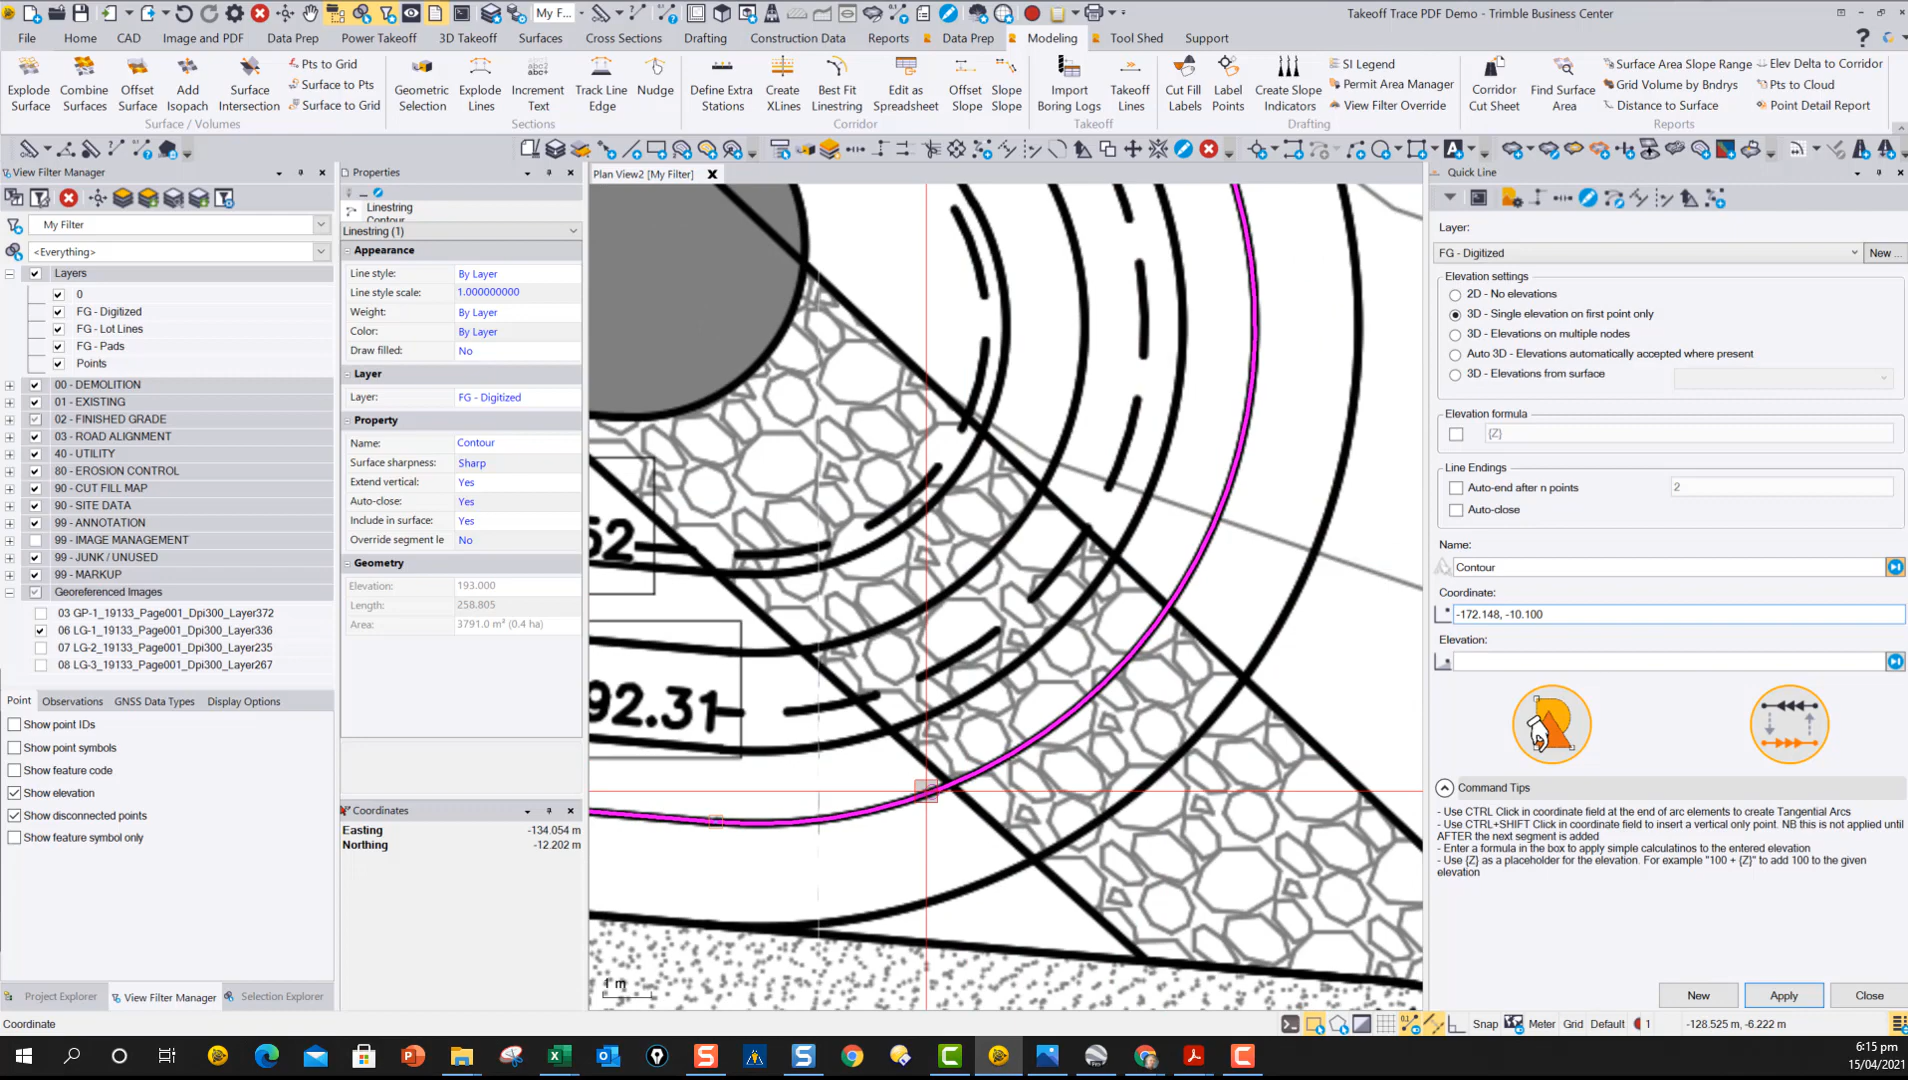 My F...
Takeoff Trace PDF Demo - Trimble Business Center
File Home CAD Image and PDF Data Prep Power Takeoff 3D Takeoff Surfaces Cross Sections Drafting Construction Data Reports Data Prep Modeling Tool Shed Support
Explode Surface
Combine Surfaces
Offset Surface
Add Isopach
Surface Intersection
Pts to Grid
Surface to Pts
Surface to Grid
Surface / Volumes
Geometric Selection
Explode Lines
Increment Text
Track Line Edge
Nudge
Sections
Define Extra Stations
Create XLines
Best Fit Linestring
Edit as Spreadsheet
Offset Slope
Slope Slope
Corridor
Import Boring Logs
Takeoff Lines
Takeoff
Cut Fill Labels
Label Points
Create Slope Indicators
SI Legend
Permit Area Manager
View Filter Override
Drafting
Corridor Cut Sheet
Find Surface Area
Surface Area Slope Range
Grid Volume by Bndrys
Distance to Surface
Elev Delta to Corridor
Pts to Cloud
Point Detail Report
Reports
View Filter Manager
My Filter
<Everything>
Layers
0
FG - Digitized
FG - Lot Lines
FG - Pads
Points
00 - DEMOLITION
01 - EXISTING
02 - FINISHED GRADE
03 - ROAD ALIGNMENT
40 - UTILITY
80 - EROSION CONTROL
90 - CUT FILL MAP
90 - SITE DATA
99 - ANNOTATION
99 - IMAGE MANAGEMENT
99 - JUNK / UNUSED
99 - MARKUP
Georeferenced Images
03 GP-1_19133_Page001_Dpi300_Layer372
06 LG-1_19133_Page001_Dpi300_Layer336
07 LG-2_19133_Page001_Dpi300_Layer235
08 LG-3_19133_Page001_Dpi300_Layer267
Point Observations GNSS Data Types Display Options
Show point IDs
Show point symbols
Show feature code
Show elevation
Show disconnected points
Show feature symbol only
Project Explorer View Filter Manager Selection Explorer
Coordinate
Properties
Linestring
Contour
Linestring (1)
Appearance
Line style: By Layer
Line style scale: 1.000000000
Weight: By Layer
Color: By Layer
Draw filled: No
Layer
Layer: FG - Digitized
Property
Name: Contour
Surface sharpness: Sharp
Extend vertical: Yes
Auto-close: Yes
Include in surface: Yes
Override segment le No
Geometry
Elevation: 193.000
Length: 258.805
Area: 3791.0 m² (0.4 ha)
Coordinates
Easting -134.054 m
Northing -12.202 m
Plan View2 [My Filter]
52
92.31
1 m
Quick Line
Layer:
FG - Digitized New ...
Elevation settings
2D - No elevations
3D - Single elevation on first point only
3D - Elevations on multiple nodes
Auto 3D - Elevations automatically accepted where present
3D - Elevations from surface
Elevation formula
{Z}
Line Endings
Auto-end after n points 2
Auto-close
Name:
Contour
Coordinate:
-172.148, -10.100
Elevation:
Command Tips
- Use CTRL Click in coordinate field at the end of arc elements to create Tangential Arcs
- Use CTRL+SHIFT Click in coordinate field to insert a vertical only point. NB this is not applied until
AFTER the next segment is added
- Enter a formula in the box to apply simple calculatinos to the entered elevation
- Use {Z} as a placeholder for the elevation. For example "100 + {Z}" to add 100 to the given
elevation
New Apply Close
Snap Meter Grid Default 1 -128.525 m, -6.222 m
6:15 pm
15/04/2021